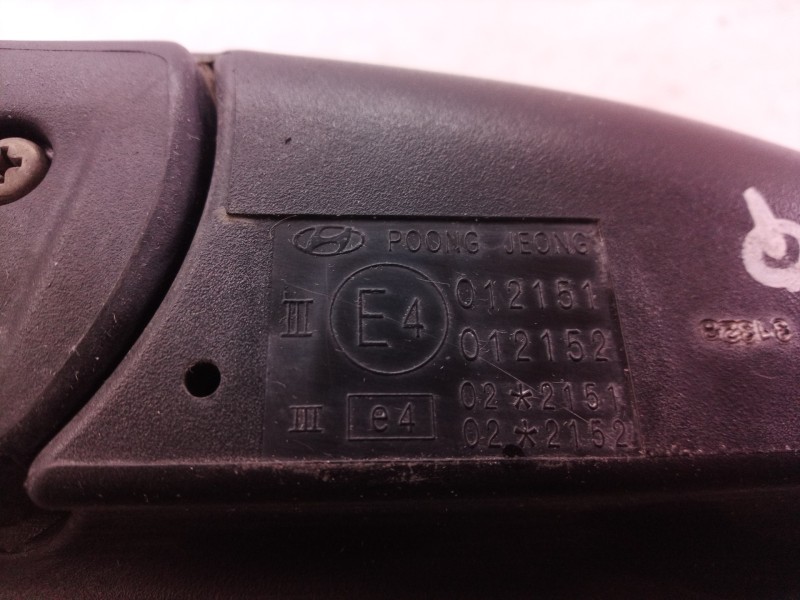 POONG JEONG
III E4 012151
012152
III e4 02*2151
02*2152